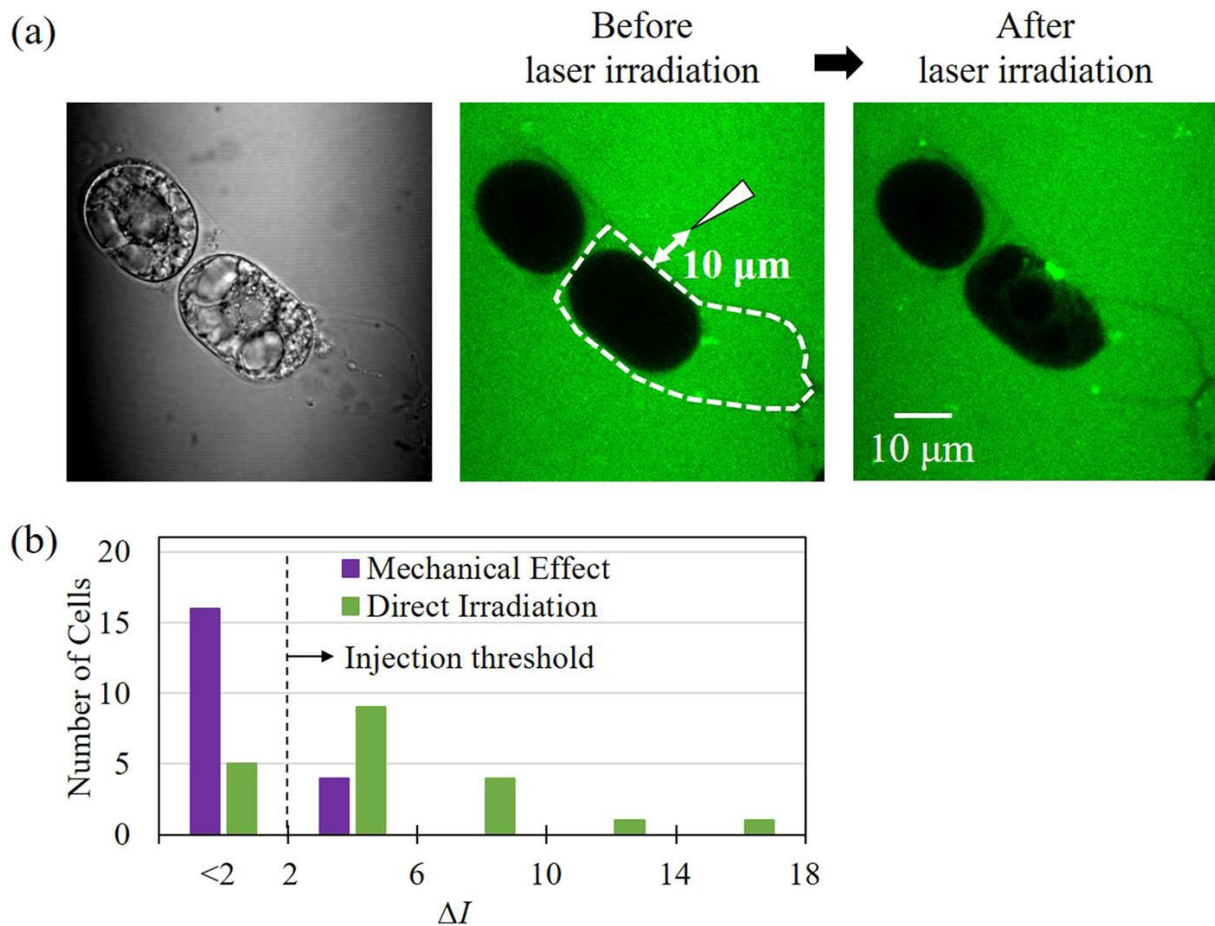 (a)
Before
laser irradiation
After
laser irradiation
10 μm
10 μm
(b)
20
15
10
5
0
Number of Cells
Mechanical Effect
Direct Irradiation
Injection threshold
<2 2 6 10 14 18
ΔI